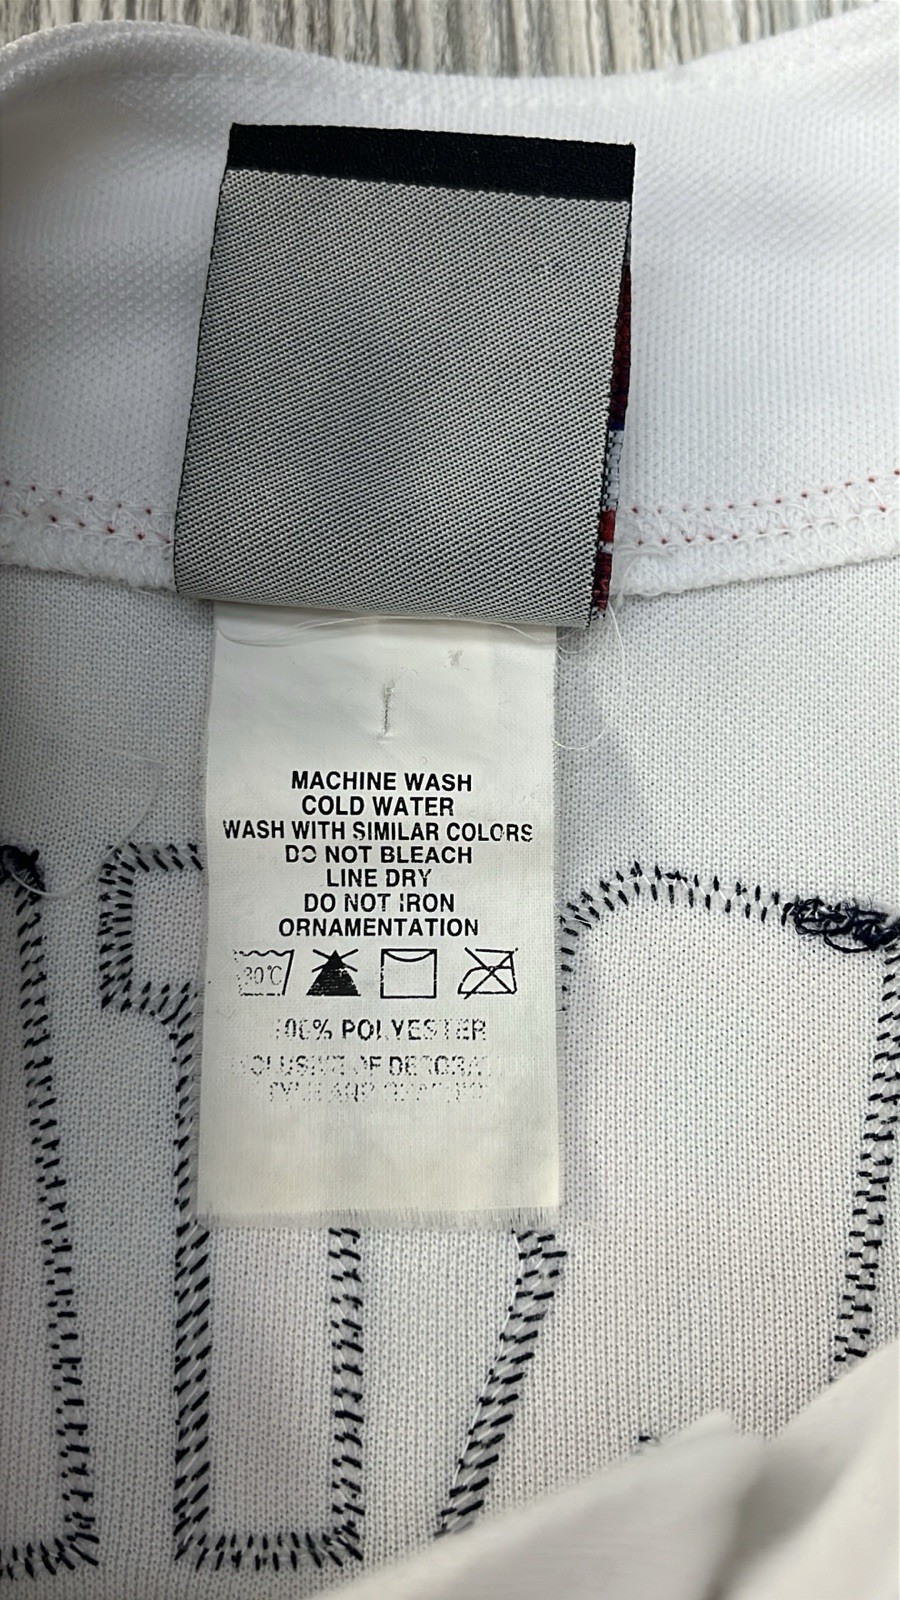 MACHINE WASH
COLD WATER
WASH WITH SIMILAR COLORS
DO NOT BLEACH
LINE DRY
DO NOT IRON
ORNAMENTATION
30°C
100% POLYESTER
OF